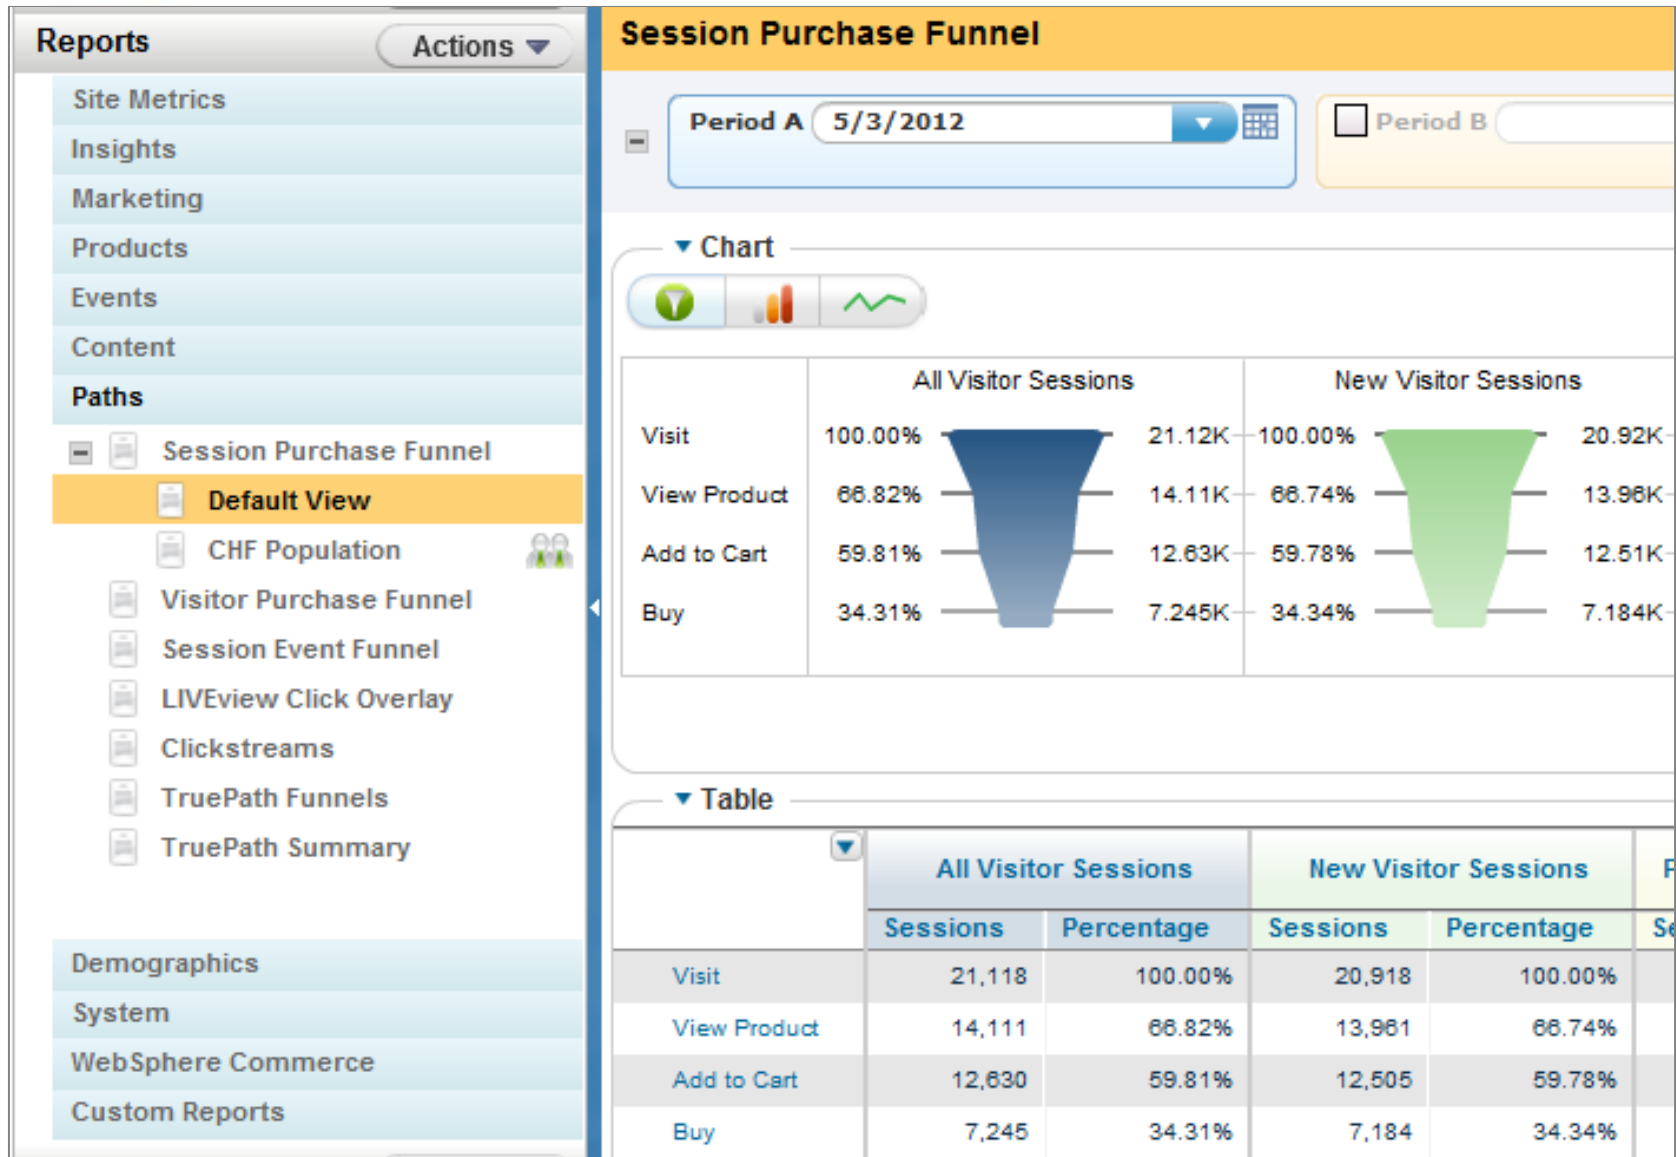 Reports
Actions
Site Metrics
Insights
Marketing
Products
Events
Content
Paths
Session Purchase Funnel
Default View
CHF Population
Visitor Purchase Funnel
Session Event Funnel
LIVEview Click Overlay
Clickstreams
TruePath Funnels
TruePath Summary
Demographics
System
WebSphere Commerce
Custom Reports
Session Purchase Funnel
Period A 5/3/2012 Period B
Chart
All Visitor Sessions New Visitor Sessions
Visit 100.00% 21.12K 100.00% 20.92K
View Product 66.82% 14.11K 66.74% 13.96K
Add to Cart 59.81% 12.63K 59.78% 12.51K
Buy 34.31% 7.245K 34.34% 7.184K
Table
All Visitor Sessions New Visitor Sessions
Sessions Percentage Sessions Percentage Se
Visit 21,118 100.00% 20,918 100.00%
View Product 14,111 66.82% 13,961 66.74%
Add to Cart 12,630 59.81% 12,505 59.78%
Buy 7,245 34.31% 7,184 34.34%